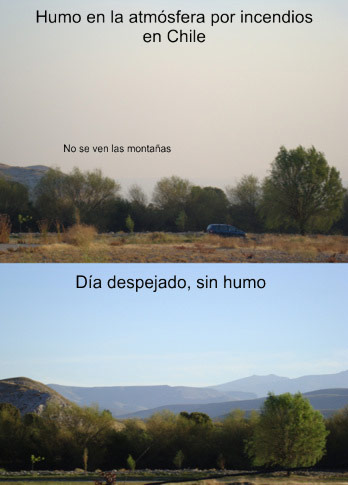 Humo en la atmósfera por incendios
en Chile
No se ven las montañas
Día despejado, sin humo